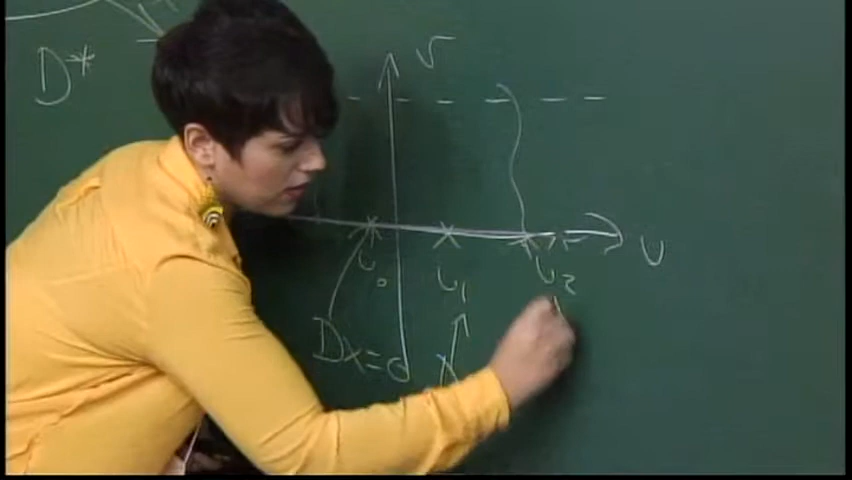 D*
v
u
u₀
u₁
u₂
Dx=0